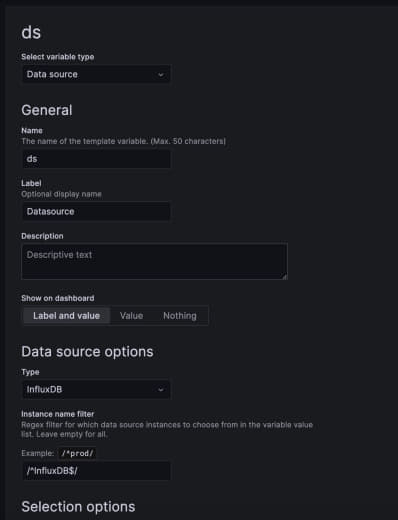 ds
Select variable type
Data source
General
Name
The name of the template variable. (Max. 50 characters)
ds
Label
Optional display name
Datasource
Description
Descriptive text
Show on dashboard
Label and value Value Nothing
Data source options
Type
InfluxDB
Instance name filter
Regex filter for which data source instances to choose from in the variable value
list. Leave empty for all.
Example: /^prod/
/^InfluxDB$/
Selection options